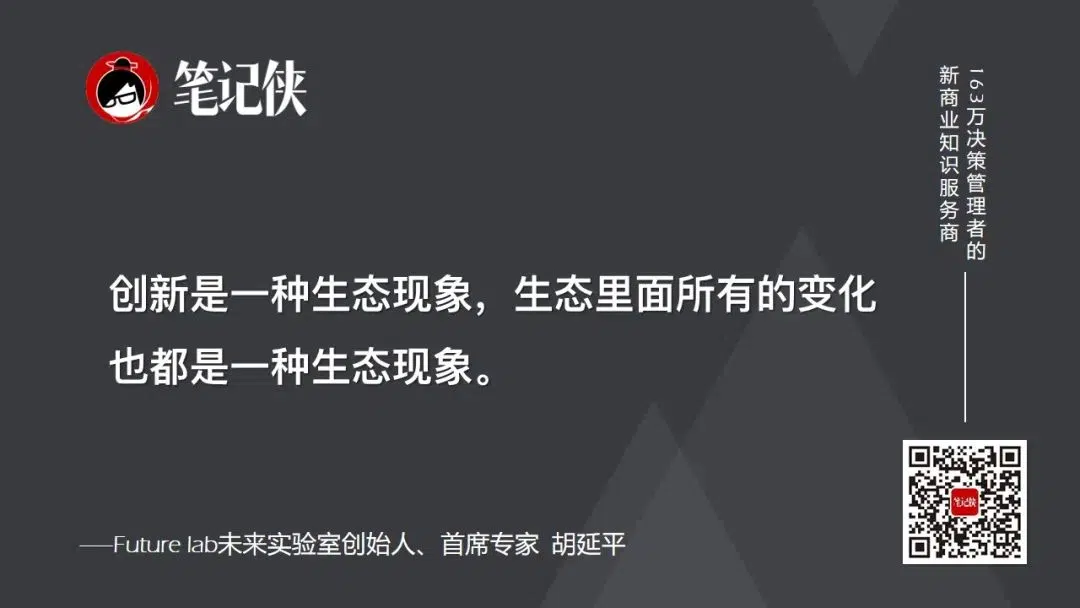 笔记侠
163万决策管理者的
新商业知识服务商
创新是一种生态现象，生态里面所有的变化
也都是一种生态现象。
——Future lab未来实验室创始人、首席专家 胡延平
笔记侠